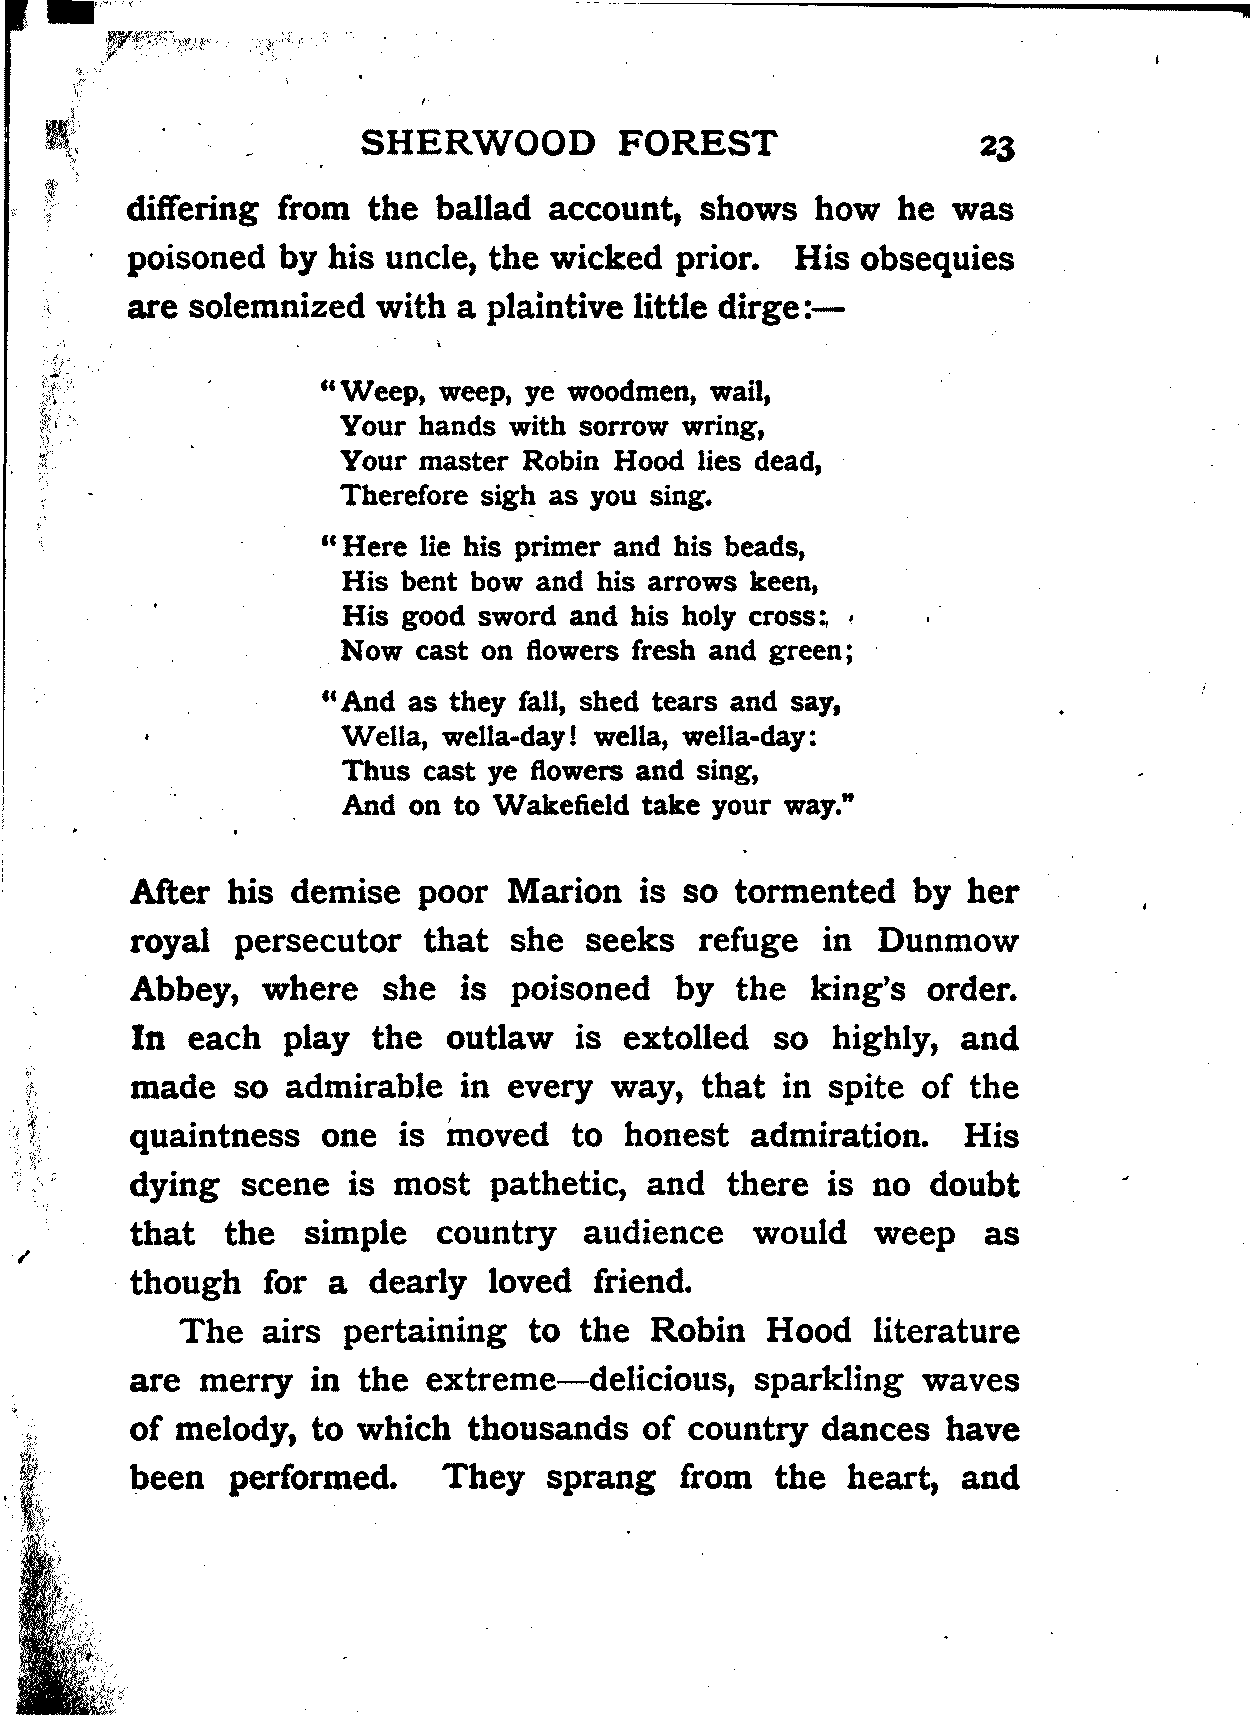 SHERWOOD FOREST 23
differing from the ballad account, shows how he was
poisoned by his uncle, the wicked prior. His obsequies
are solemnized with a plaintive little dirge:—
“Weep, weep, ye woodmen, wail,
Your hands with sorrow wring,
Your master Robin Hood lies dead,
Therefore sigh as you sing.
“Here lie his primer and his beads,
His bent bow and his arrows keen,
His good sword and his holy cross:
Now cast on flowers fresh and green;
“And as they fall, shed tears and say,
Wella, wella-day! wella, wella-day:
Thus cast ye flowers and sing,
And on to Wakefield take your way.”
After his demise poor Marion is so tormented by her
royal persecutor that she seeks refuge in Dunmow
Abbey, where she is poisoned by the king’s order.
In each play the outlaw is extolled so highly, and
made so admirable in every way, that in spite of the
quaintness one is moved to honest admiration. His
dying scene is most pathetic, and there is no doubt
that the simple country audience would weep as
though for a dearly loved friend.
The airs pertaining to the Robin Hood literature
are merry in the extreme—delicious, sparkling waves
of melody, to which thousands of country dances have
been performed. They sprang from the heart, and